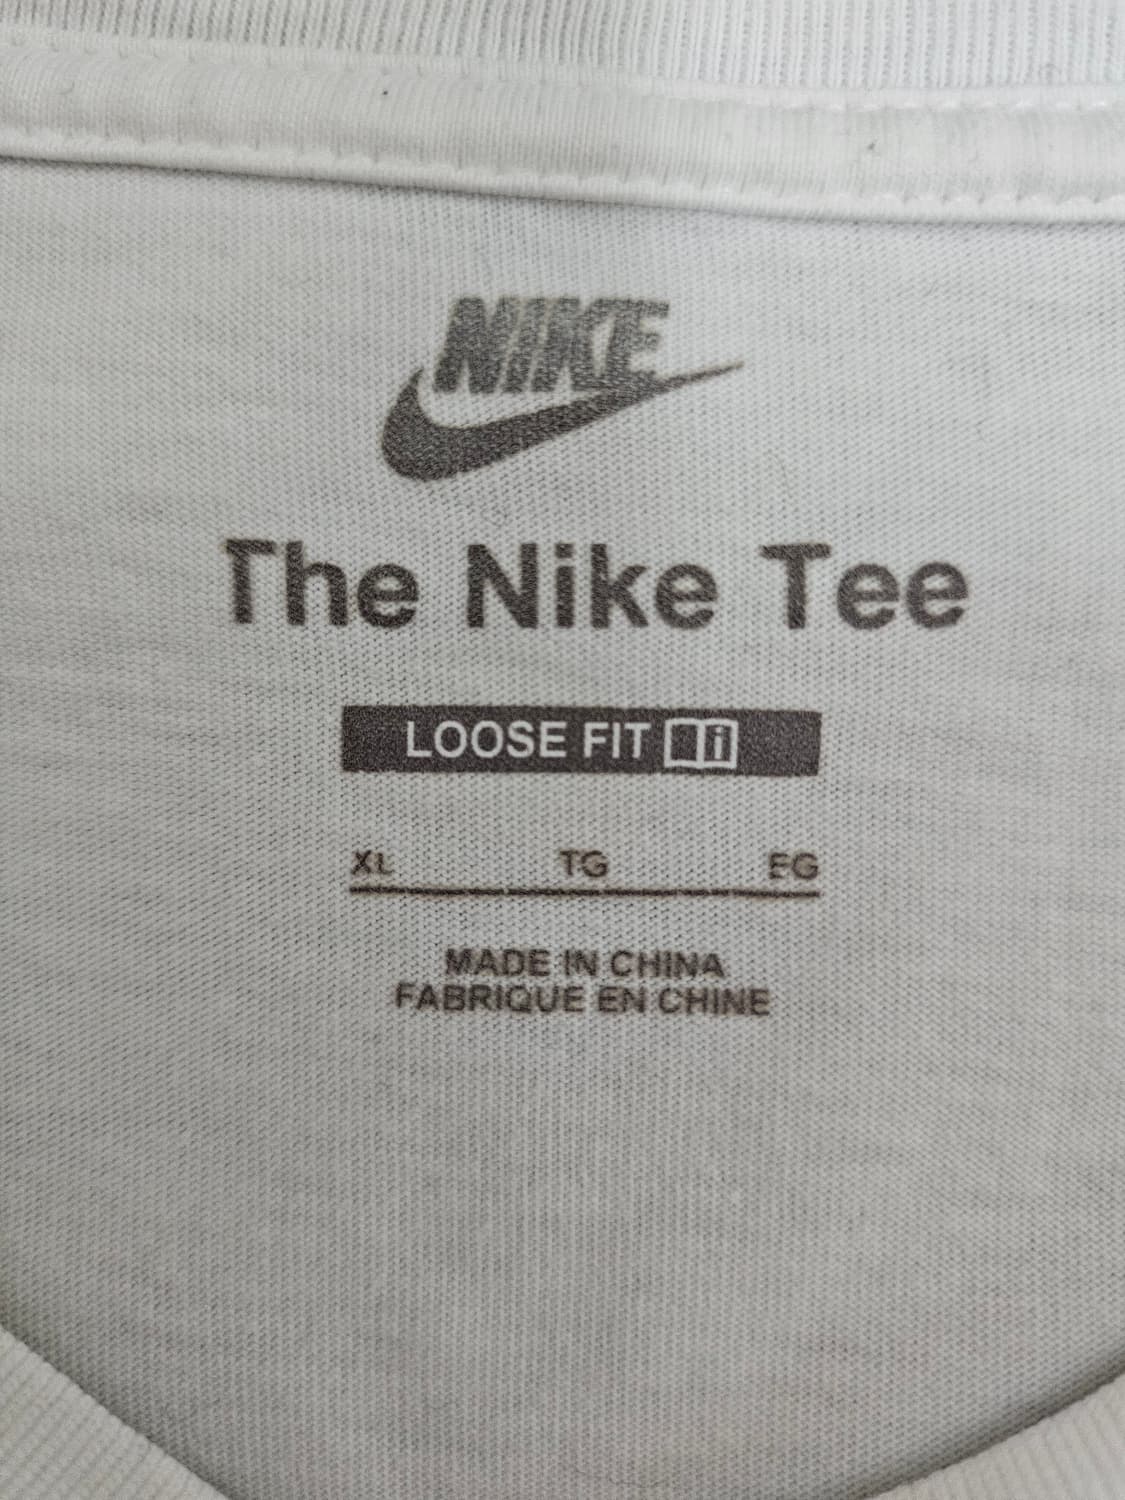 NIKE
The Nike Tee
LOOSE FIT i
XL TG EG
MADE IN CHINA
FABRIQUE EN CHINE